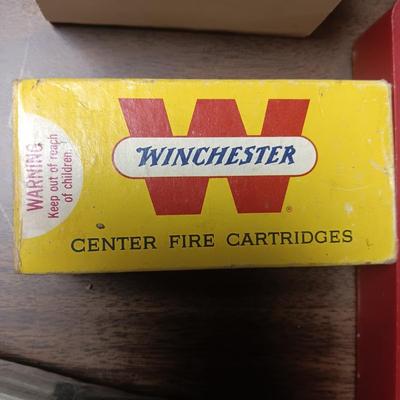 W
WINCHESTER
®
CENTER FIRE CARTRIDGES
WARNING
Keep out of reach
of children.